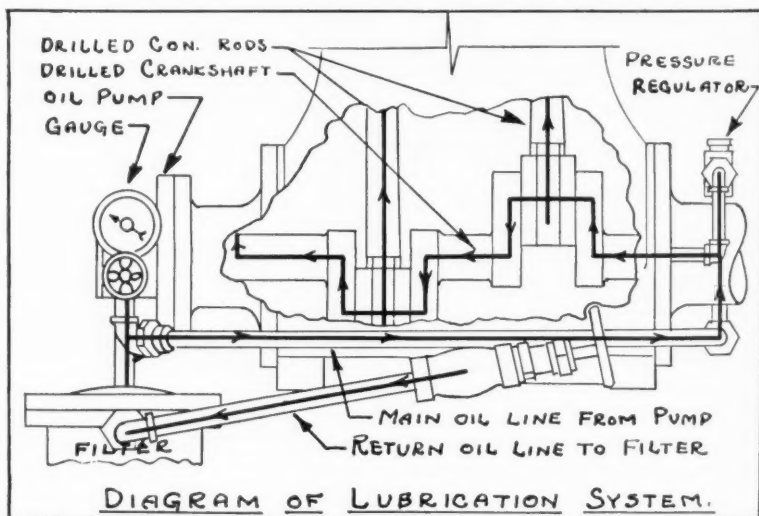 DRILLED CON. RODS
DRILLED CRANKSHAFT
OIL PUMP
GAUGE
PRESSURE
REGULATOR
MAIN OIL LINE FROM PUMP
RETURN OIL LINE TO FILTER
FILTER
DIAGRAM OF LUBRICATION SYSTEM.